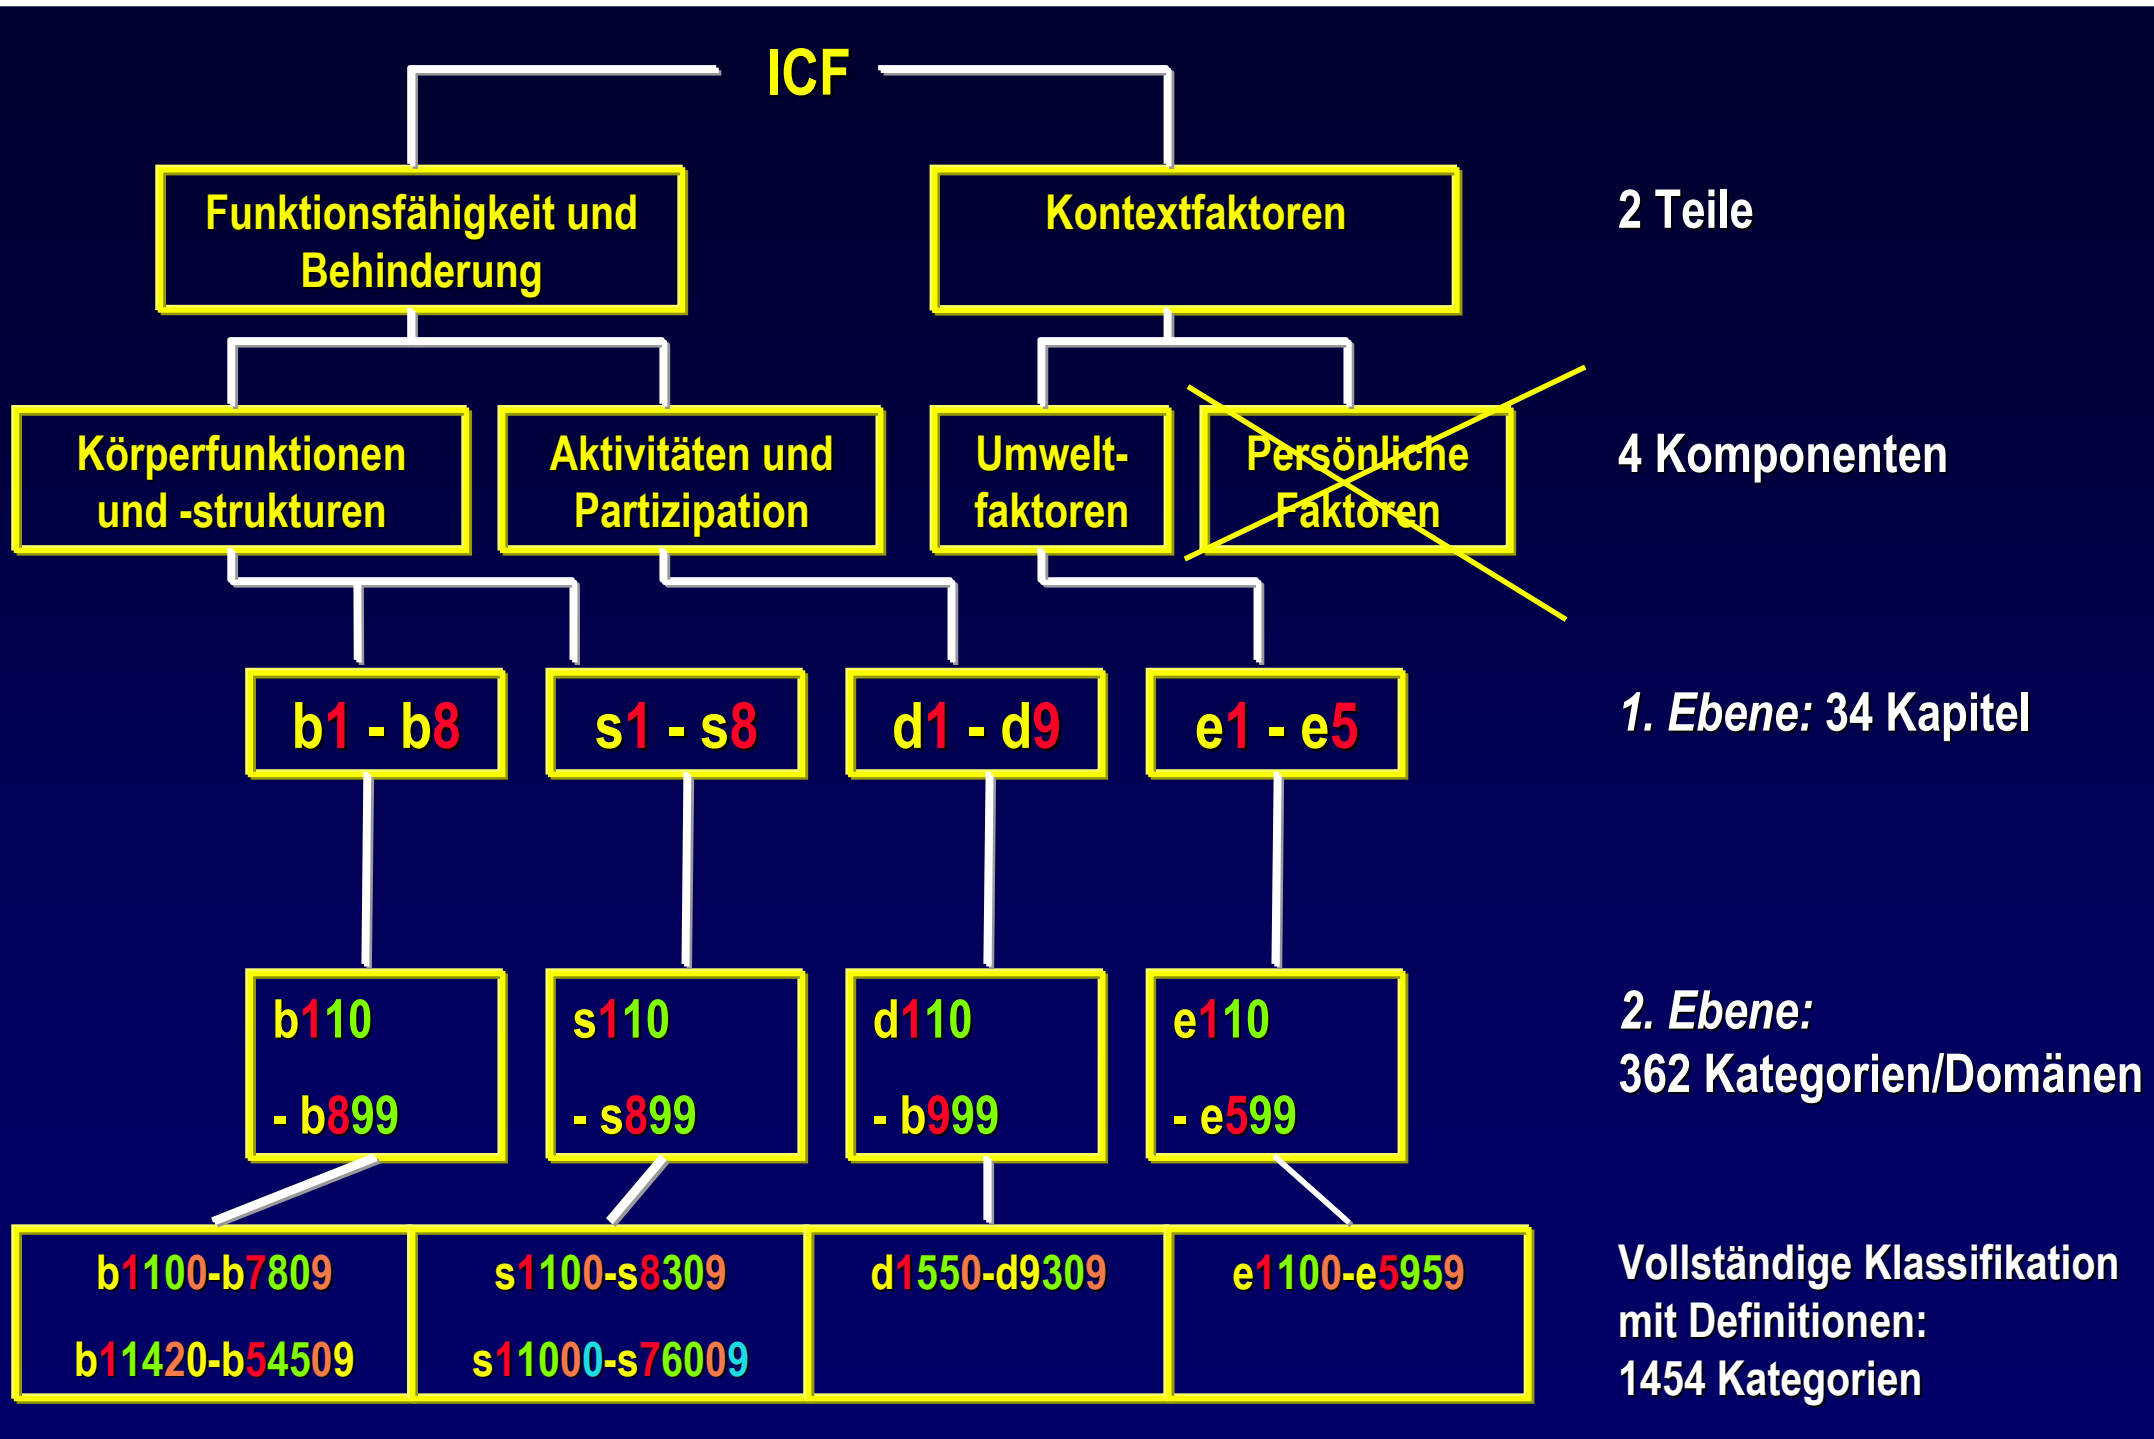 ICF
Funktionsfähigkeit und
Behinderung
Kontextfaktoren
2 Teile
Körperfunktionen
und -strukturen
Aktivitäten und
Partizipation
Umwelt-
faktoren
Persönliche
Faktoren
4 Komponenten
b1 - b8
s1 - s8
d1 - d9
e1 - e5
1. Ebene: 34 Kapitel
b110
- b899
s110
- s899
d110
- b999
e110
- e599
2. Ebene:
362 Kategorien/Domänen
b1100-b7809
b11420-b54509
s1100-s8309
s11000-s76009
d1550-d9309
e1100-e5959
Vollständige Klassifikation
mit Definitionen:
1454 Kategorien